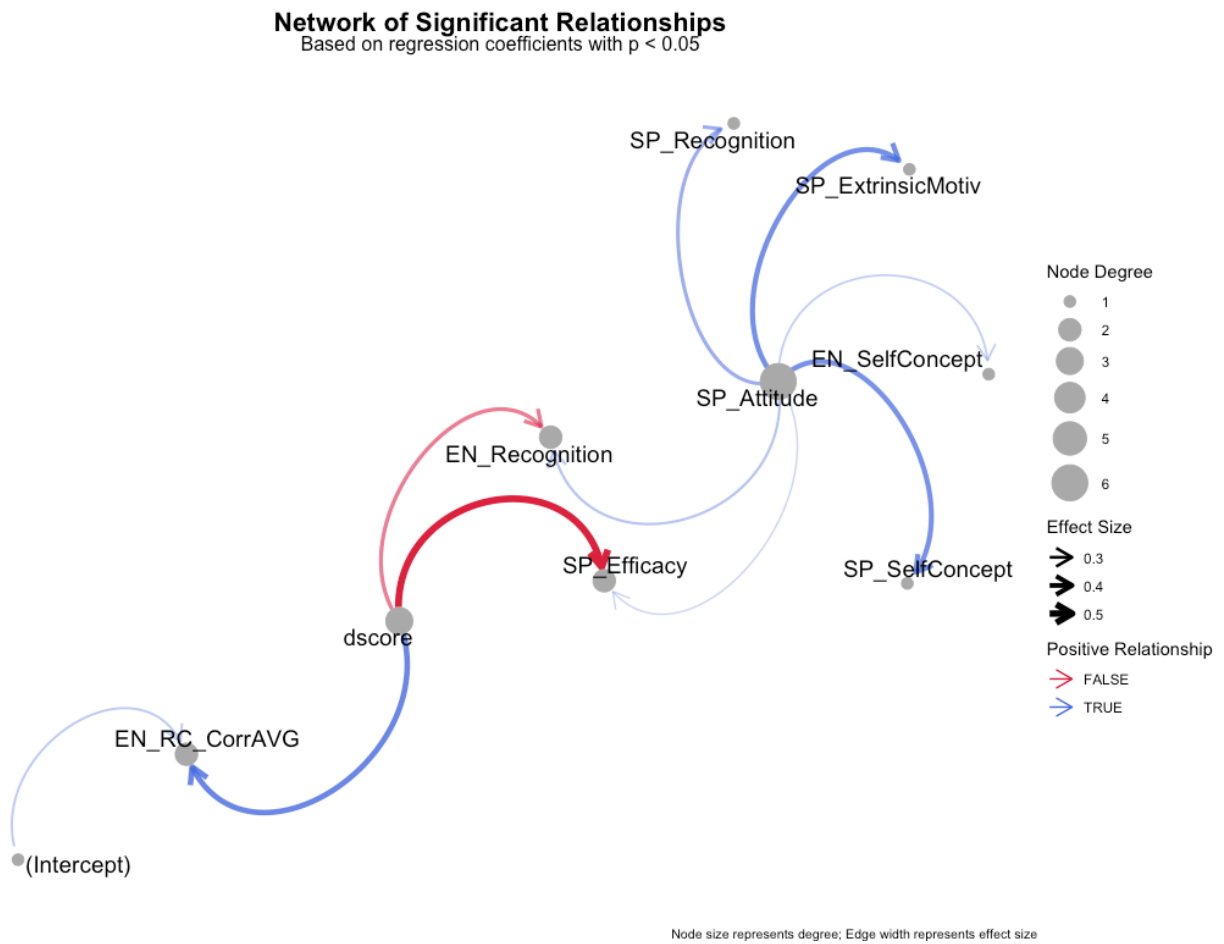 Network of Significant Relationships
Based on regression coefficients with p < 0.05
SP_Recognition
SP_ExtrinsicMotiv
EN_SelfConcept
SP_Attitude
EN_Recognition
SP_Efficacy
SP_SelfConcept
dscore
EN_RC_CorrAVG
(Intercept)
Node Degree
1
2
3
4
5
6
Effect Size
0.3
0.4
0.5
Positive Relationship
FALSE
TRUE
Node size represents degree; Edge width represents effect size